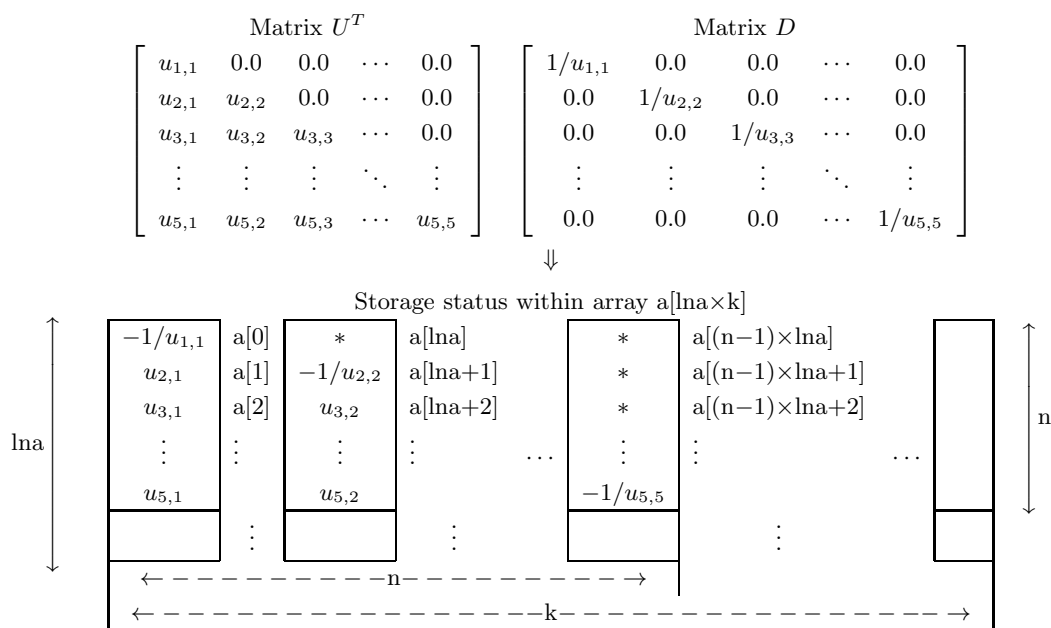 Matrix U^T Matrix D
u_{1,1} 0.0 0.0 ⋯ 0.0 1/u_{1,1} 0.0 0.0 ⋯ 0.0
u_{2,1} u_{2,2} 0.0 ⋯ 0.0 0.0 1/u_{2,2} 0.0 ⋯ 0.0
u_{3,1} u_{3,2} u_{3,3} ⋯ 0.0 0.0 0.0 1/u_{3,3} ⋯ 0.0
⋮ ⋮ ⋮ ⋱ ⋮ ⋮ ⋮ ⋮ ⋱ ⋮
u_{5,1} u_{5,2} u_{5,3} ⋯ u_{5,5} 0.0 0.0 0.0 ⋯ 1/u_{5,5}
⇓
Storage status within array a[lna×k]
−1/u_{1,1} a[0] * a[lna] * a[(n−1)×lna]
u_{2,1} a[1] −1/u_{2,2} a[lna+1] * a[(n−1)×lna+1]
u_{3,1} a[2] u_{3,2} a[lna+2] * a[(n−1)×lna+2]
lna ⋮ ⋮ ⋮ ⋮ ⋯ ⋮ ⋮ ⋯ n
u_{5,1} u_{5,2} −1/u_{5,5}
⋮ ⋮ ⋮
n
k